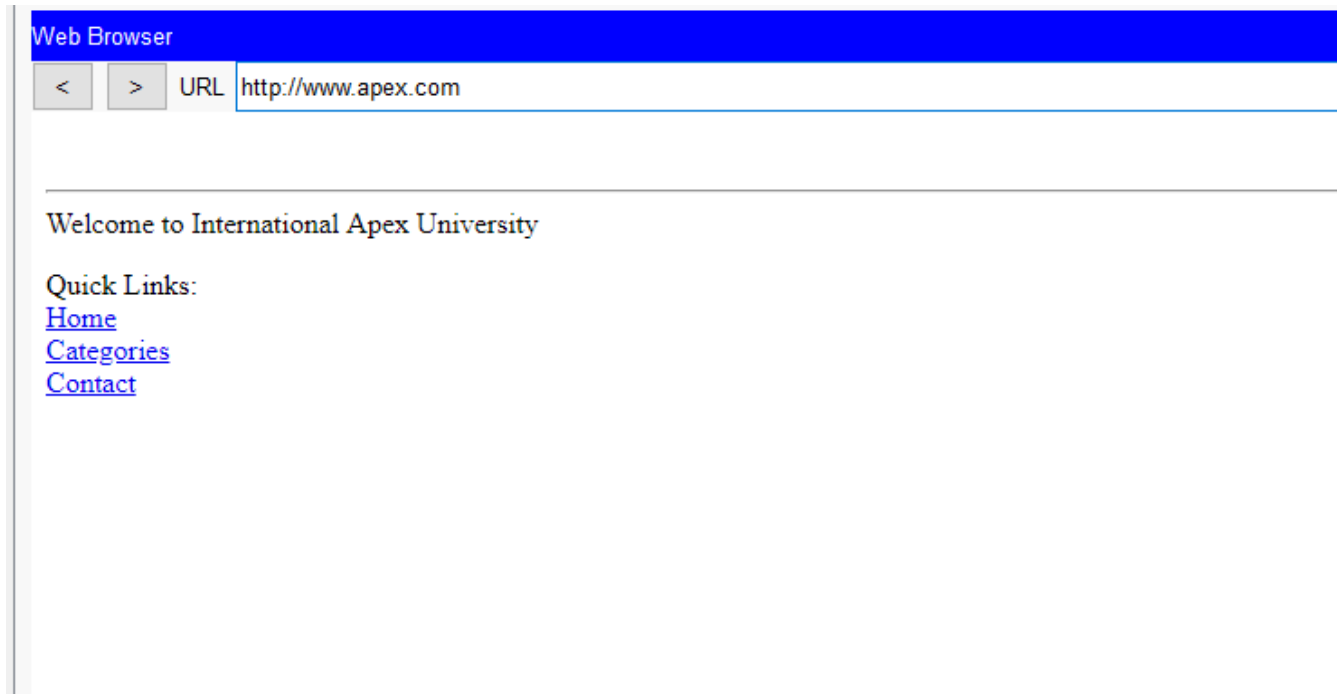 Web Browser
< > URL http://www.apex.com
Welcome to International Apex University
Quick Links:
Home
Categories
Contact